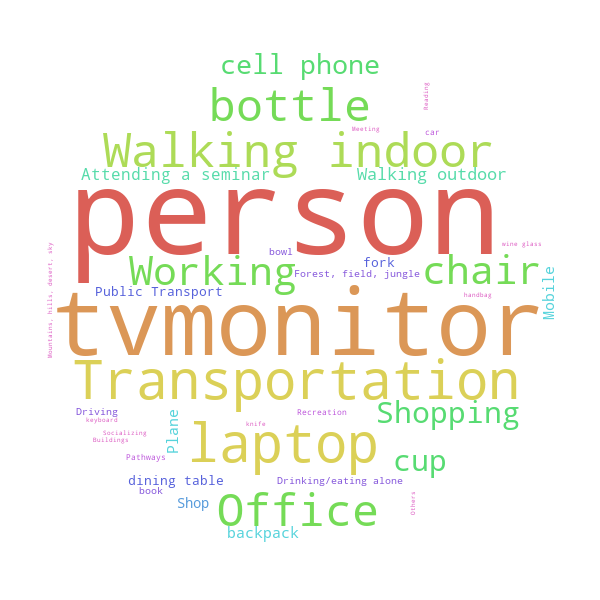 cell phone
Reading
bottle
Meeting
car
Walking indoor
Attending a seminar
Walking outdoor
person
wine glass
Mountains, hills, desert, sky
bowl
fork
Working
Forest, field, jungle
chair
Mobile
Public Transport
handbag
tvmonitor
Transportation
Driving
Recreation
Shopping
keyboard
Plane
knife
Socializing
Buildings
laptop
Pathways
cup
dining table
Drinking/eating alone
book
Shop
Office
Others
backpack